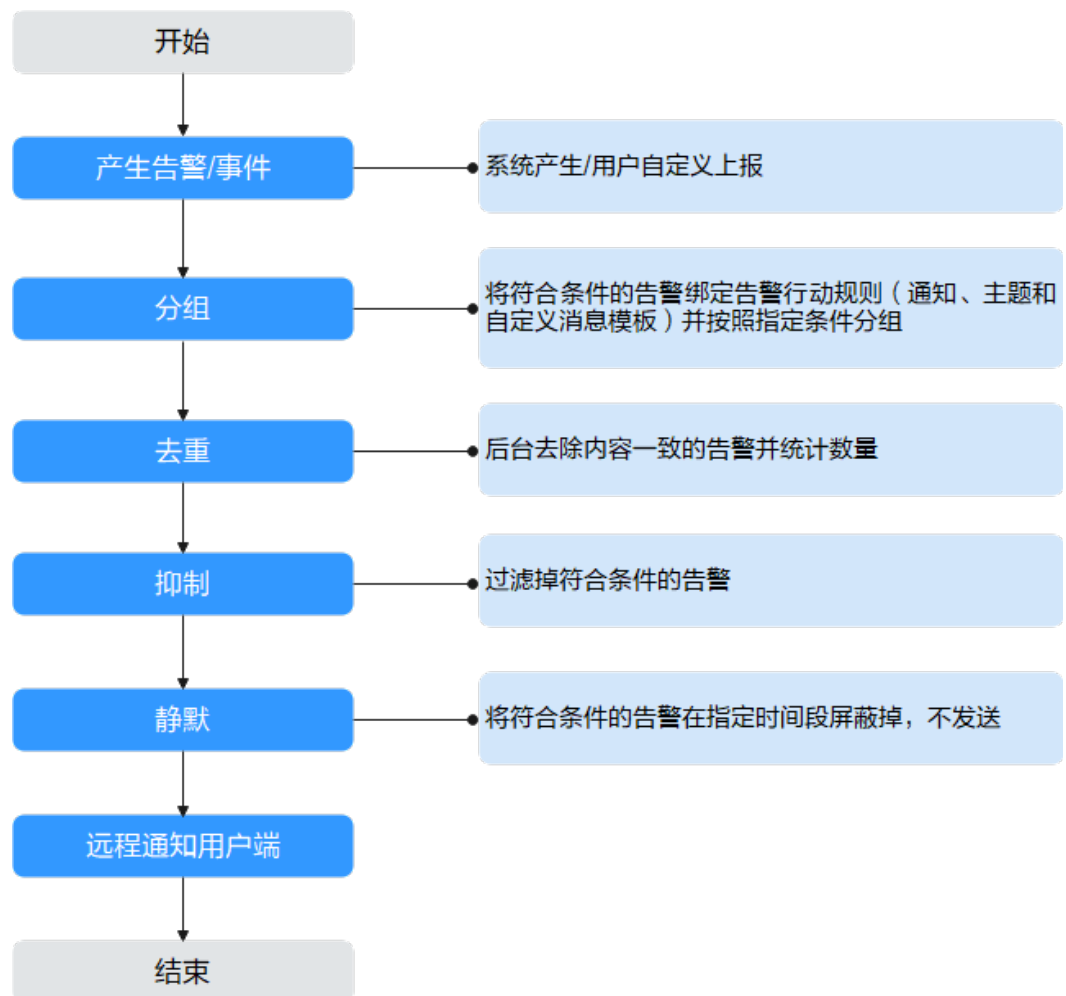 开始
产生告警/事件
系统产生/用户自定义上报
分组
将符合条件的告警绑定告警行动规则（通知、主题和
自定义消息模板）并按照指定条件分组
去重
后台去除内容一致的告警并统计数量
抑制
过滤掉符合条件的告警
静默
将符合条件的告警在指定时间段屏蔽掉，不发送
远程通知用户端
结束